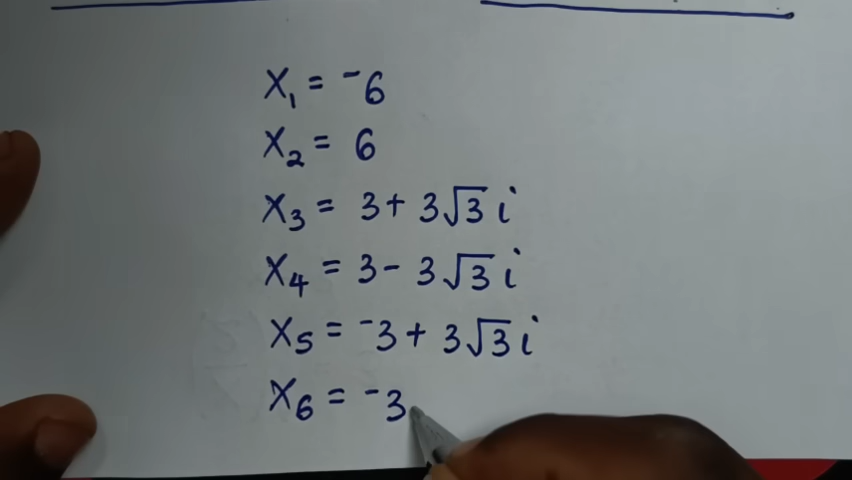 X₁ = ⁻6
X₂ = 6
X₃ = 3 + 3√3 i
X₄ = 3 - 3√3 i
X₅ = ⁻3 + 3√3 i
X₆ = ⁻3